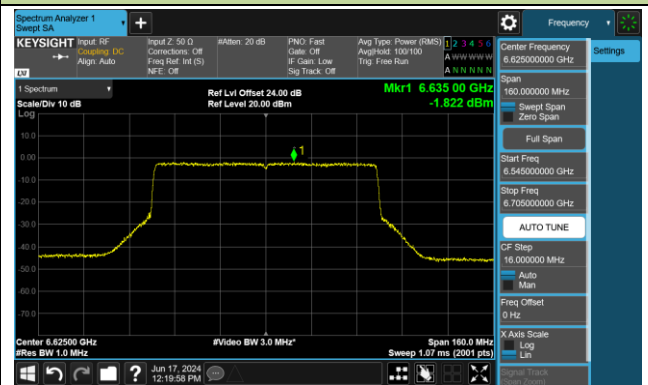 Spectrum Analyzer 1
Swept SA
Frequency
KEYSIGHT
Input: RF
Coupling: DC
Align: Auto
Input Z: 50 Ω
Corrections: Off
Freq Ref: Int (S)
NFE: Off
#Atten: 20 dB
PNO: Fast
Gate: Off
IF Gain: Low
Sig Track: Off
Avg Type: Power (RMS)
Avg|Hold: 100/100
Trig: Free Run
1 2 3 4 5 6
A W W W W W
A N N N N N
LXI
1 Spectrum
Scale/Div 10 dB
Log
Ref Lvl Offset 24.00 dB
Ref Level 20.00 dBm
Mkr1 6.635 00 GHz
-1.822 dBm
10.0
0.00
-10.0
-20.0
-30.0
-40.0
-50.0
-60.0
-70.0
1
Center 6.62500 GHz
#Res BW 1.0 MHz
#Video BW 3.0 MHz*
Span 160.0 MHz
Sweep 1.07 ms (2001 pts)
Jun 17, 2024
12:19:58 PM
Center Frequency
6.625000000 GHz
Settings
Span
160.000000 MHz
Swept Span
Zero Span
Full Span
Start Freq
6.545000000 GHz
Stop Freq
6.705000000 GHz
AUTO TUNE
CF Step
16.000000 MHz
Auto
Man
Freq Offset
0 Hz
X Axis Scale
Log
Lin
Signal Track
(Span Zoom)